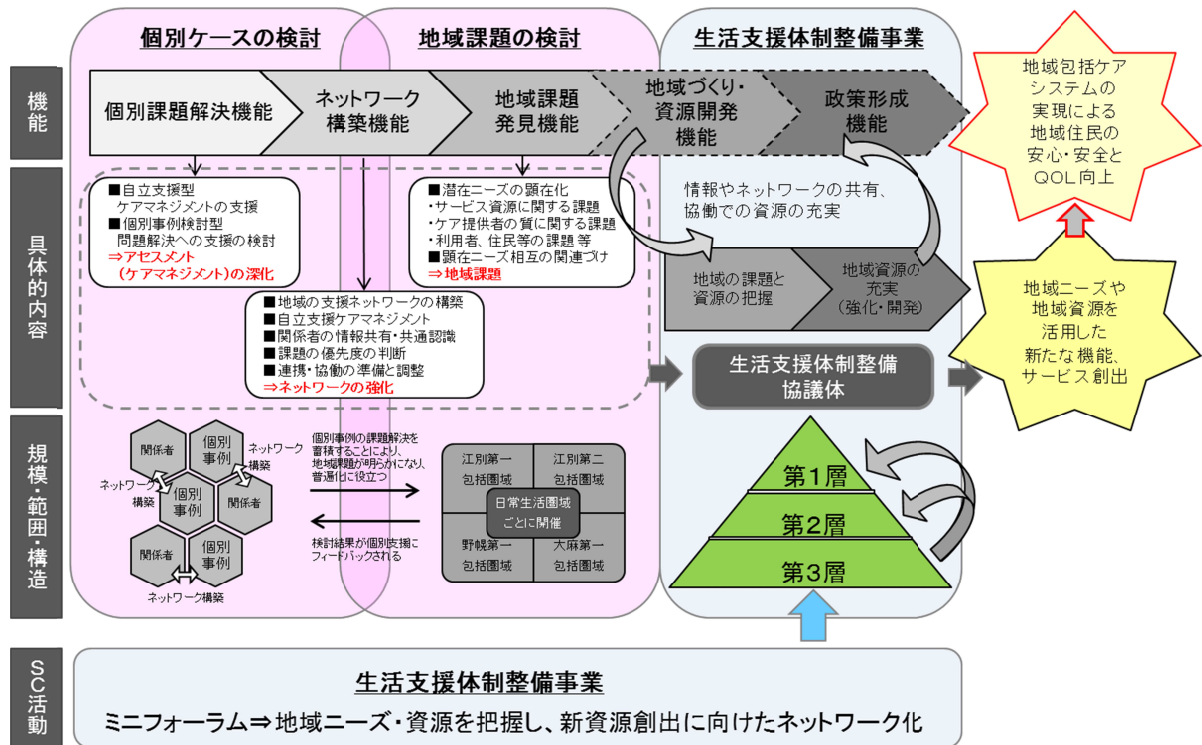 個別ケースの検討
地域課題の検討
生活支援体制整備事業
機能
個別課題解決機能
ネットワーク
構築機能
地域課題
発見機能
地域づくり・
資源開発
機能
政策形成
機能
地域包括ケア
システムの
実現による
地域住民の
安心・安全と
QOL向上
具体的内容
■自立支援型
ケアマネジメントの支援
■個別事例検討型
問題解決への支援の検討
⇒アセスメント
(ケアマネジメント)の深化
■潜在ニーズの顕在化
・サービス資源に関する課題
・ケア提供者の質に関する課題
・利用者、住民等の課題 等
■顕在ニーズ相互の関連づけ
⇒地域課題
■地域の支援ネットワークの構築
■自立支援ケアマネジメント
■関係者の情報共有・共通認識
■課題の優先度の判断
■連携・協働の準備と調整
⇒ネットワークの強化
情報やネットワークの共有、
協働での資源の充実
地域の課題と
資源の把握
地域資源の
充実
(強化・開発)
生活支援体制整備
協議体
地域ニーズや
地域資源を
活用した
新たな機能、
サービス創出
規模・範囲・構造
関係者
個別
事例
ネットワーク
構築
ネットワーク
構築
個別
事例
関係者
関係者
個別
事例
ネットワーク構築
個別事例の課題解決を
蓄積することにより、
地域課題が明らかになり、
普遍化に役立つ
検討結果が個別支援に
フィードバックされる
江別第一
包括圏域
江別第二
包括圏域
日常生活圏域
ごとに開催
野幌第一
包括圏域
大麻第一
包括圏域
第1層
第2層
第3層
SC活動
生活支援体制整備事業
ミニフォーラム⇒地域ニーズ・資源を把握し、新資源創出に向けたネットワーク化